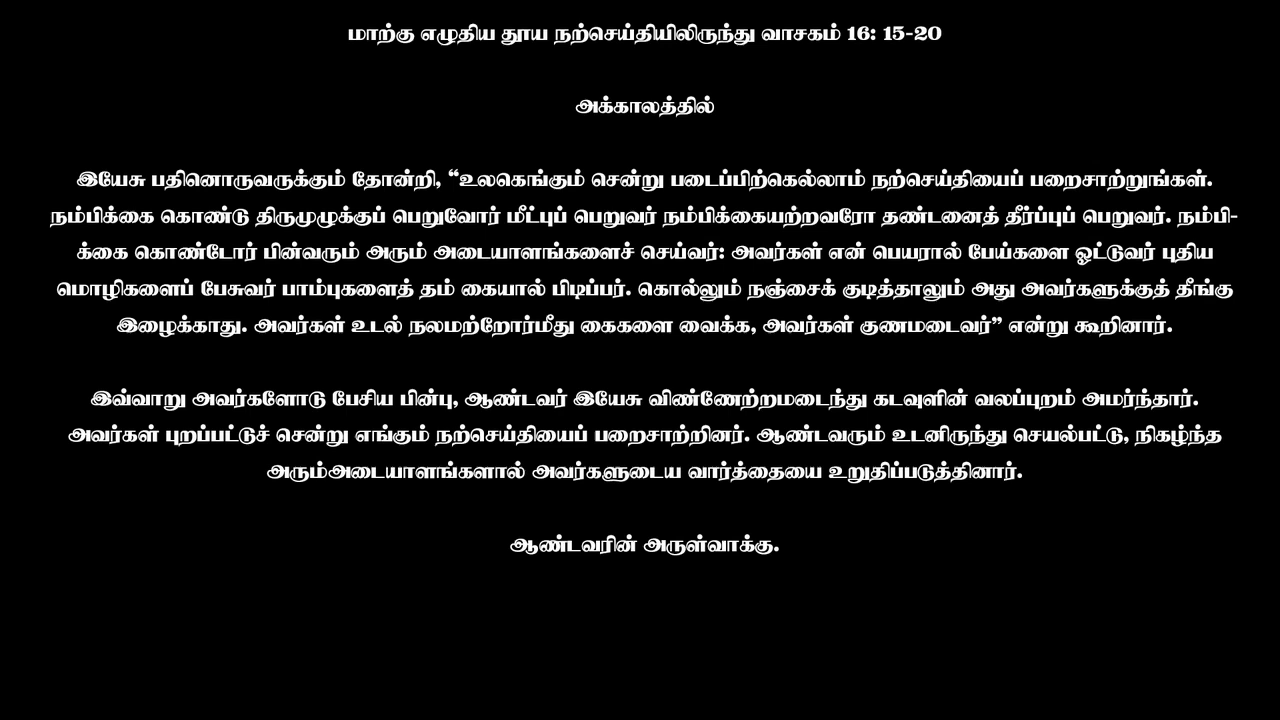 மாற்கு எழுதிய தூய நற்செய்தியிலிருந்து வாசகம் 16: 15-20
அக்காலத்தில்
இயேசு பதினொருவருக்கும் தோன்றி, “உலகெங்கும் சென்று படைப்பிற்கெல்லாம் நற்செய்தியைப் பறைசாற்றுங்கள்.
நம்பிக்கை கொண்டு திருமுழுக்குப் பெறுவோர் மீட்புப் பெறுவர் நம்பிக்கையற்றவரோ தண்டனைத் தீர்ப்புப் பெறுவர். நம்பி-
க்கை கொண்டோர் பின்வரும் அரும் அடையாளங்களைச் செய்வர்: அவர்கள் என் பெயரால் பேய்களை ஓட்டுவர் புதிய
மொழிகளைப் பேசுவர் பாம்புகளைத் தம் கையால் பிடிப்பர். கொல்லும் நஞ்சைக் குடித்தாலும் அது அவர்களுக்குத் தீங்கு
இழைக்காது. அவர்கள் உடல் நலமற்றோர்மீது கைகளை வைக்க, அவர்கள் குணமடைவர்” என்று கூறினார்.
இவ்வாறு அவர்களோடு பேசிய பின்பு, ஆண்டவர் இயேசு விண்ணேற்றமடைந்து கடவுளின் வலப்புறம் அமர்ந்தார்.
அவர்கள் புறப்பட்டுச் சென்று எங்கும் நற்செய்தியைப் பறைசாற்றினர். ஆண்டவரும் உடனிருந்து செயல்பட்டு, நிகழ்ந்த
அரும்அடையாளங்களால் அவர்களுடைய வார்த்தையை உறுதிப்படுத்தினார்.
ஆண்டவரின் அருள்வாக்கு.